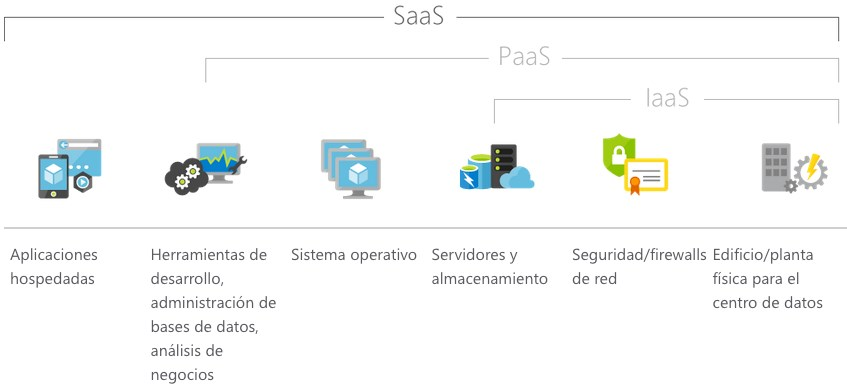 SaaS
PaaS
IaaS
Aplicaciones
hospedadas
Herramientas de
desarrollo,
administración de
bases de datos,
análisis de
negocios
Sistema operativo
Servidores y
almacenamiento
Seguridad/firewalls
de red
Edificio/planta
física para el
centro de datos